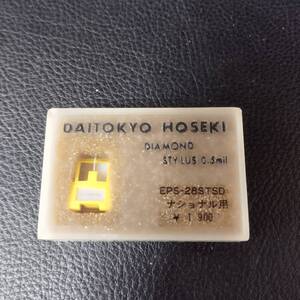 DAITOKYO HOSEKI
DIAMOND
STYLUS 0.5mil
EPS-28STSD
ナショナル用
¥ 1,900